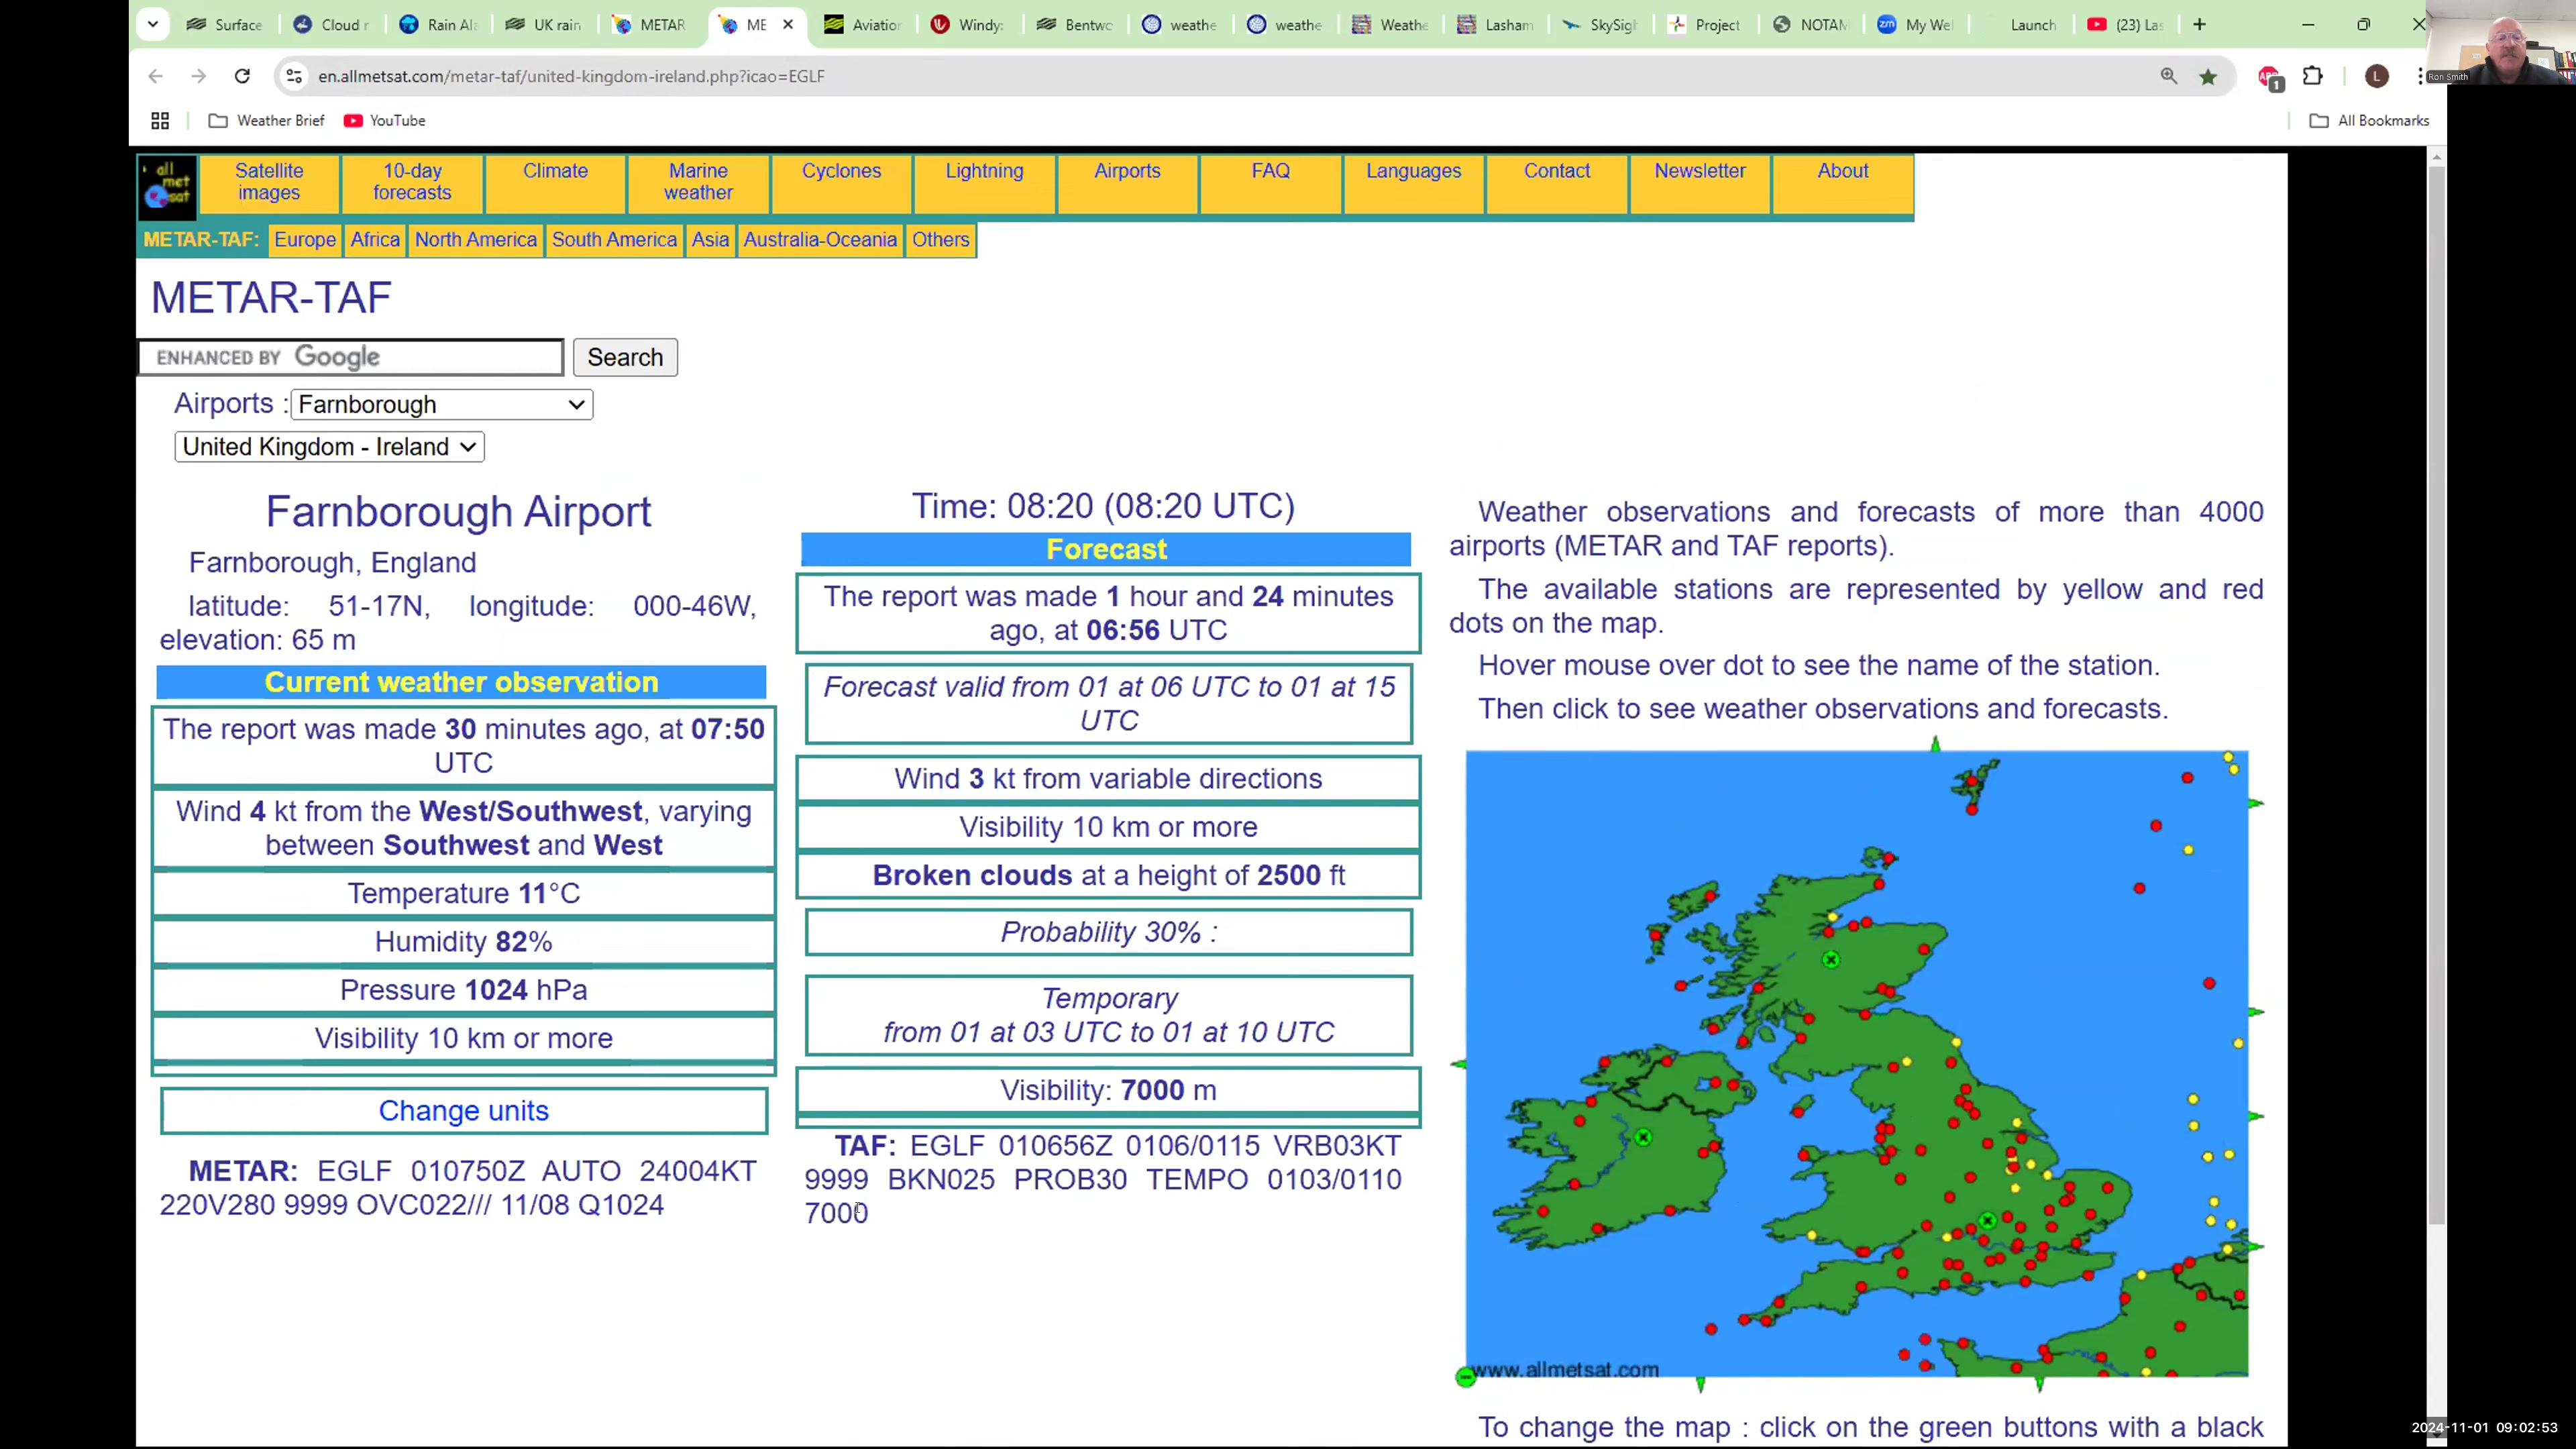 Surface
Cloud r
Rain Ala
UK rain
METAR
ME
Aviation
Windy:
Bentwo
weathe
weathe
Weathe
Lasham
SkySigh
Project
NOTAM
My Wel
Launch
(23) Las
en.allmetsat.com/metar-taf/united-kingdom-ireland.php?icao=EGLF
1
L
Ron Smith
Weather Brief
YouTube
All Bookmarks
all
met
sat
Satellite
images
10-day
forecasts
Climate
Marine
weather
Cyclones
Lightning
Airports
FAQ
Languages
Contact
Newsletter
About
METAR-TAF: Europe Africa North America South America Asia Australia-Oceania Others
METAR-TAF
ENHANCED BY Google
Search
Airports : Farnborough
United Kingdom - Ireland
Farnborough Airport
Farnborough, England
latitude: 51-17N, longitude: 000-46W,
elevation: 65 m
Current weather observation
The report was made 30 minutes ago, at 07:50
UTC
Wind 4 kt from the West/Southwest, varying
between Southwest and West
Temperature 11°C
Humidity 82%
Pressure 1024 hPa
Visibility 10 km or more
Change units
METAR: EGLF 010750Z AUTO 24004KT
220V280 9999 OVC022/// 11/08 Q1024
Time: 08:20 (08:20 UTC)
Forecast
The report was made 1 hour and 24 minutes
ago, at 06:56 UTC
Forecast valid from 01 at 06 UTC to 01 at 15
UTC
Wind 3 kt from variable directions
Visibility 10 km or more
Broken clouds at a height of 2500 ft
Probability 30% :
Temporary
from 01 at 03 UTC to 01 at 10 UTC
Visibility: 7000 m
TAF: EGLF 010656Z 0106/0115 VRB03KT
9999 BKN025 PROB30 TEMPO 0103/0110
7000
Weather observations and forecasts of more than 4000
airports (METAR and TAF reports).
The available stations are represented by yellow and red
dots on the map.
Hover mouse over dot to see the name of the station.
Then click to see weather observations and forecasts.
www.allmetsat.com
To change the map : click on the green buttons with a black
2024-11-01 09:02:53